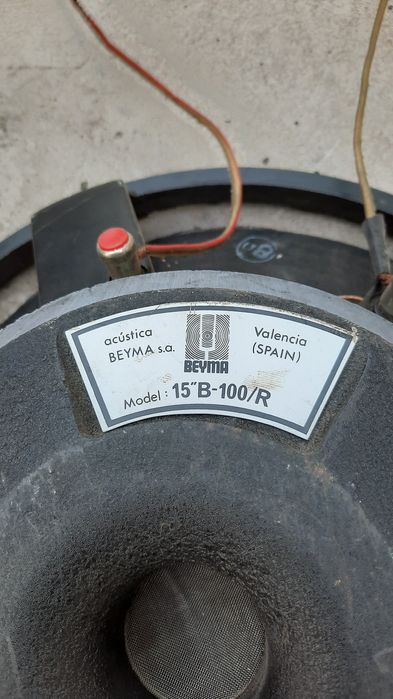 acústica
BEYMA s.a.
BEYMA
Valencia
(SPAIN)
Model: 15"B-100/R